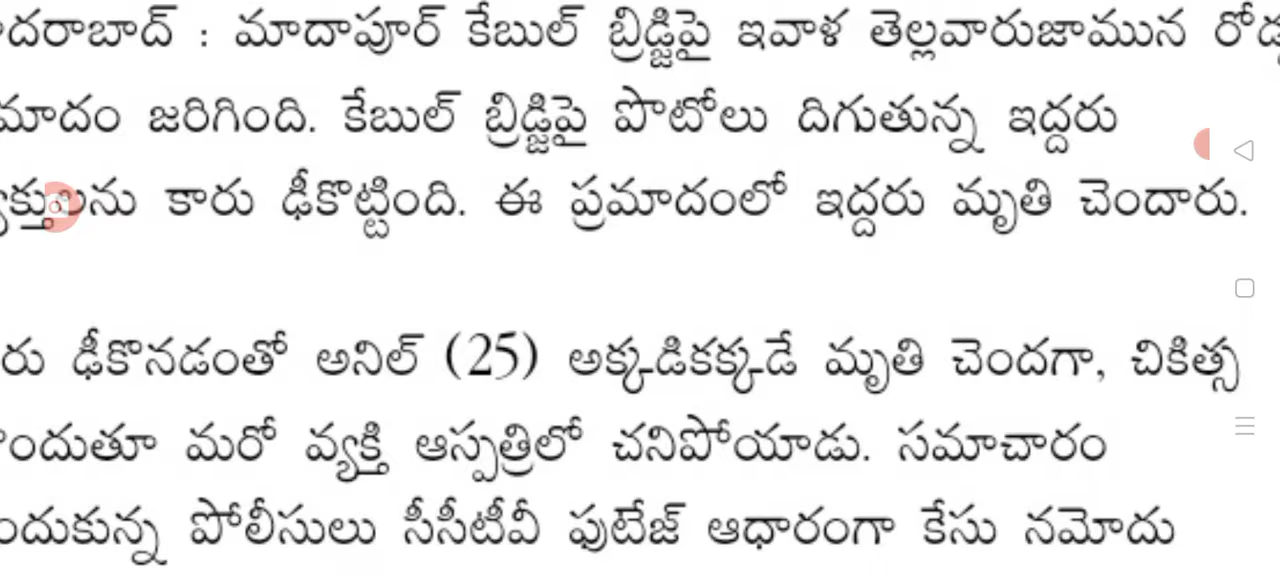 దరాబాద్ : మాదాపూర్ కేబుల్ బ్రిడ్జిపై ఇవాళ తెల్లవారుజామున
మాదం జరిగింది. కేబుల్ బ్రిడ్జిపై పొటోలు దిగుతున్న ఇద్దరు
కారు ఢీకొట్టింది. ఈ ప్రమాదంలో ఇద్దరు మృతి చెందారు.
రు ఢీకొనడంతో అనిల్ (25) అక్కడికక్కడే మృతి చెందగా, చికిత్స
ందుతూ మరో వ్యక్తి ఆస్పత్రిలో చనిపోయాడు. సమాచారం
ందుకున్న పోలీసులు సీసీటీవీ ఫుటేజ్ ఆధారంగా కేసు నమోదు